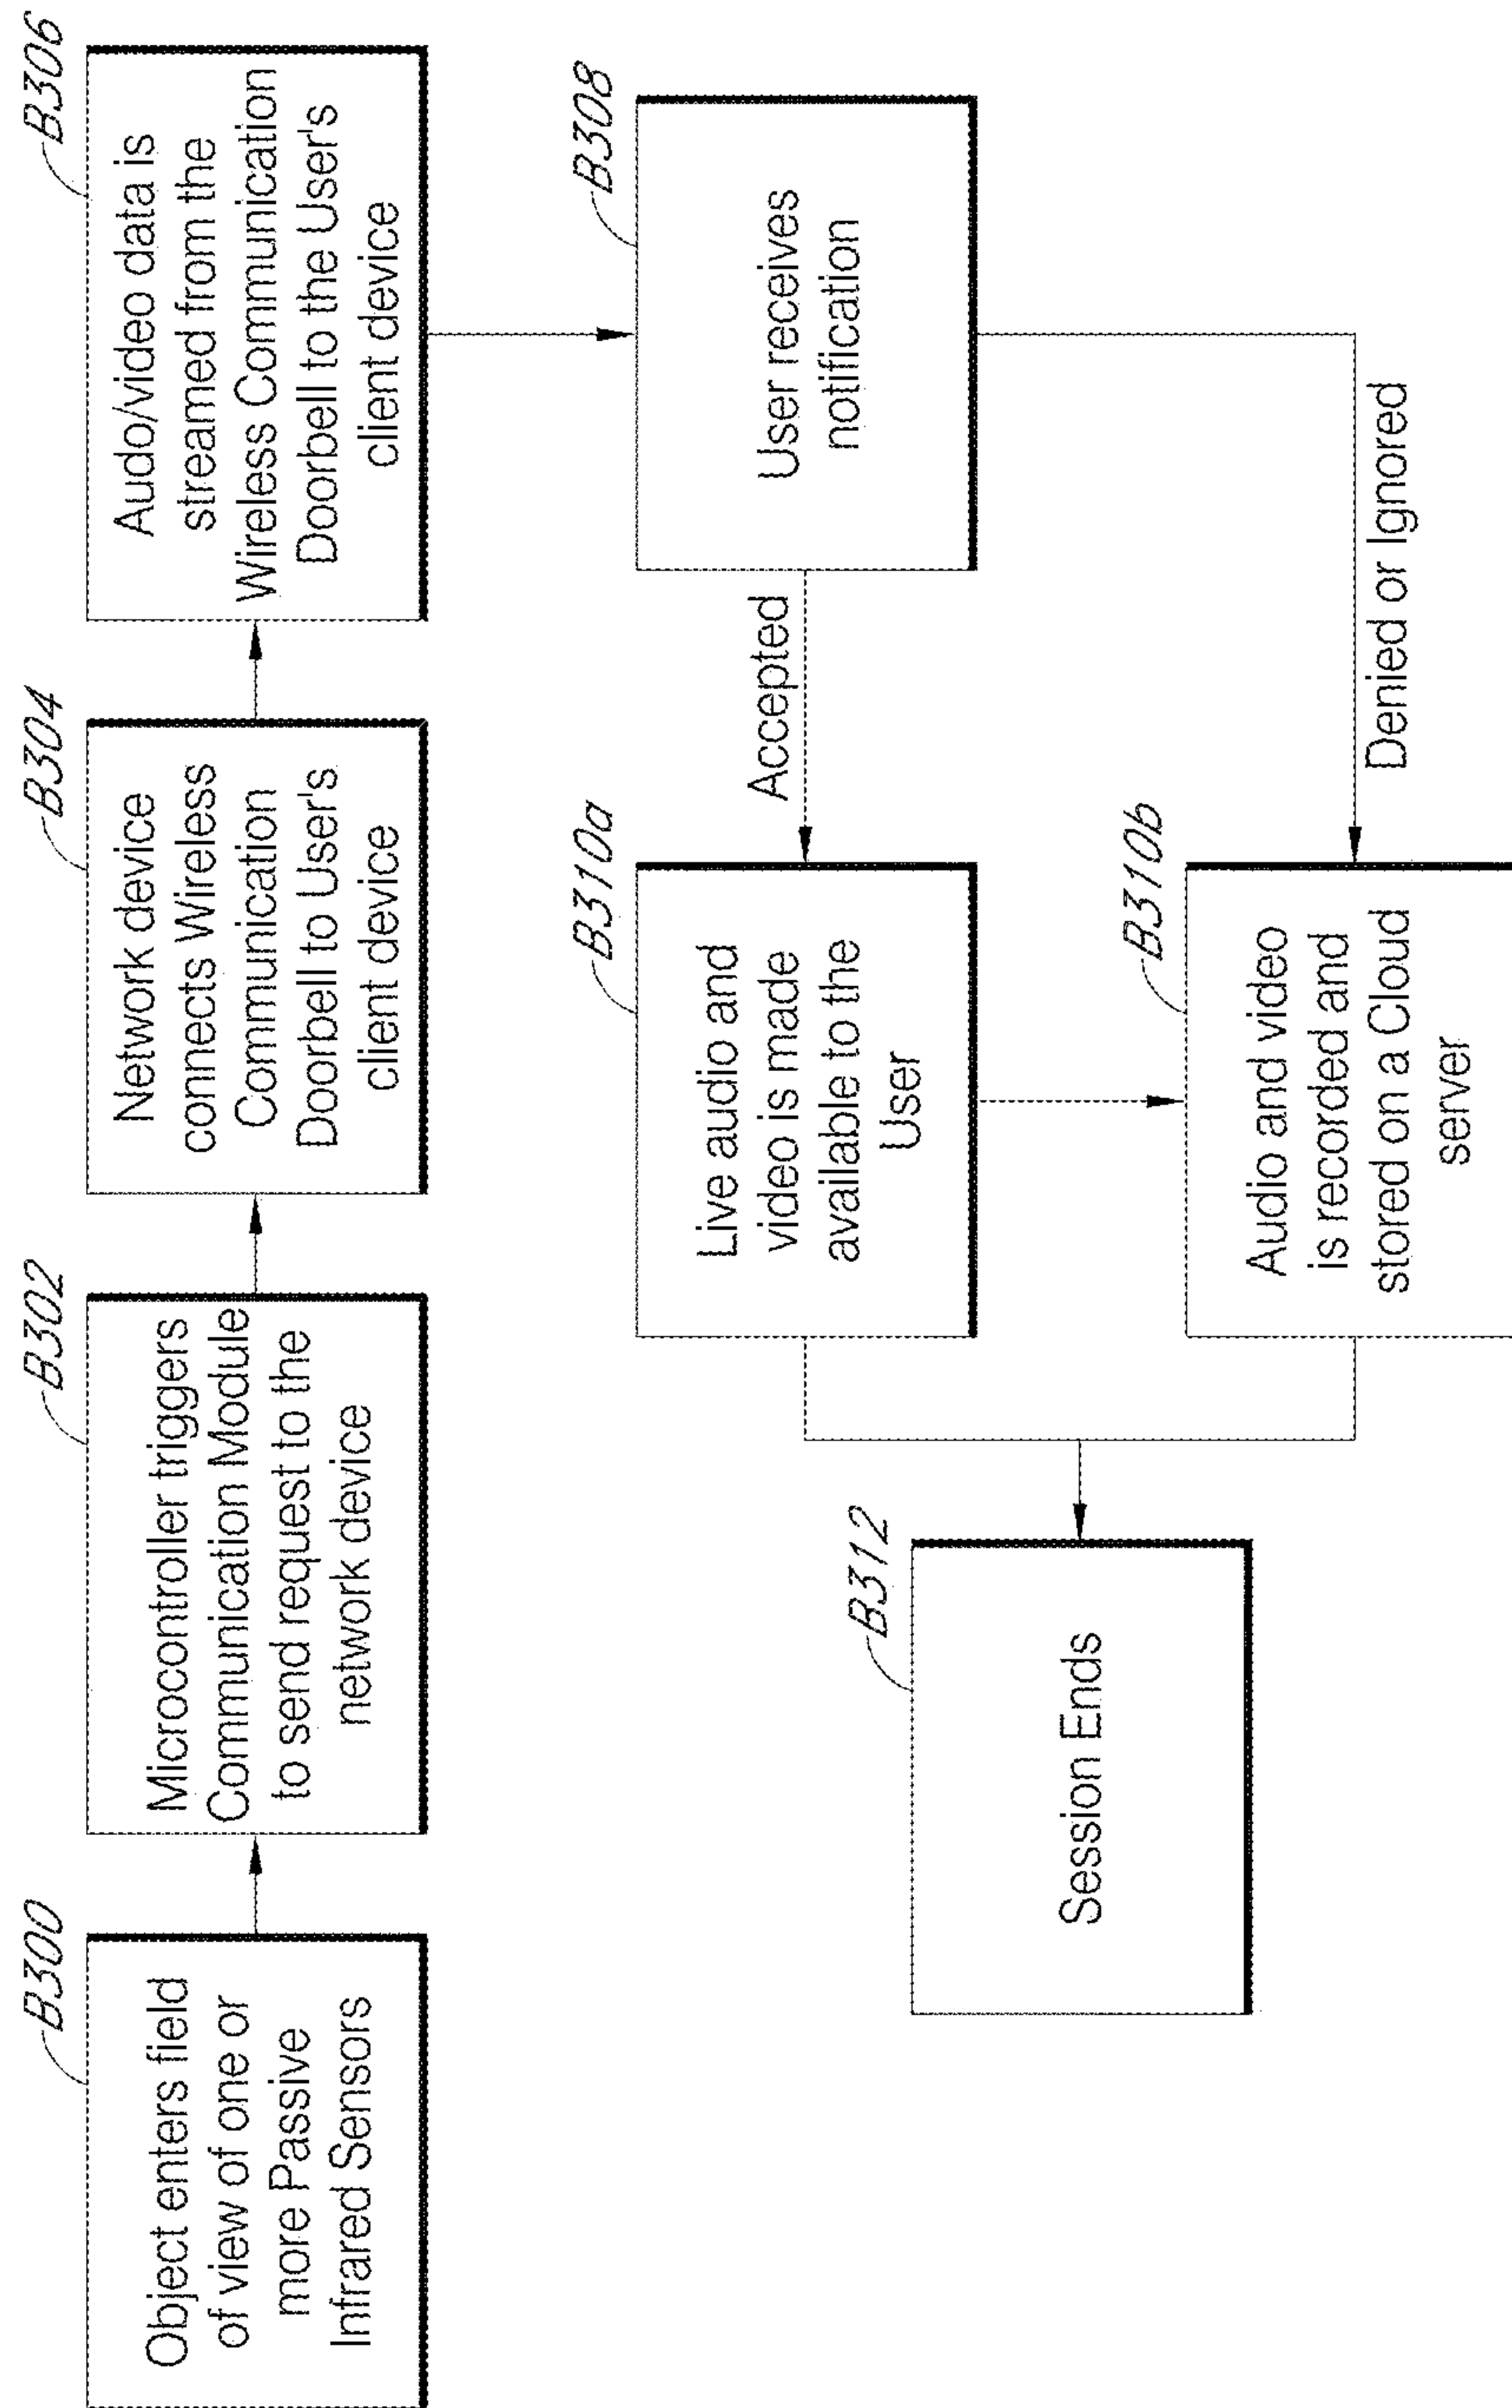 B300
Object enters field
of view of one or
more Passive
Infrared Sensors
B302
Microcontroller triggers
Communication Module
to send request to the
network device
B304
Network device
connects Wireless
Communication
Doorbell to User's
client device
B306
Audo/video data is
streamed from the
Wireless Communication
Doorbell to the User's
client device
B308
User receives
notification
Accepted
Denied or Ignored
B310a
Live audio and
video is made
available to the
User
B310b
Audio and video
is recorded and
stored on a Cloud
server
B312
Session Ends